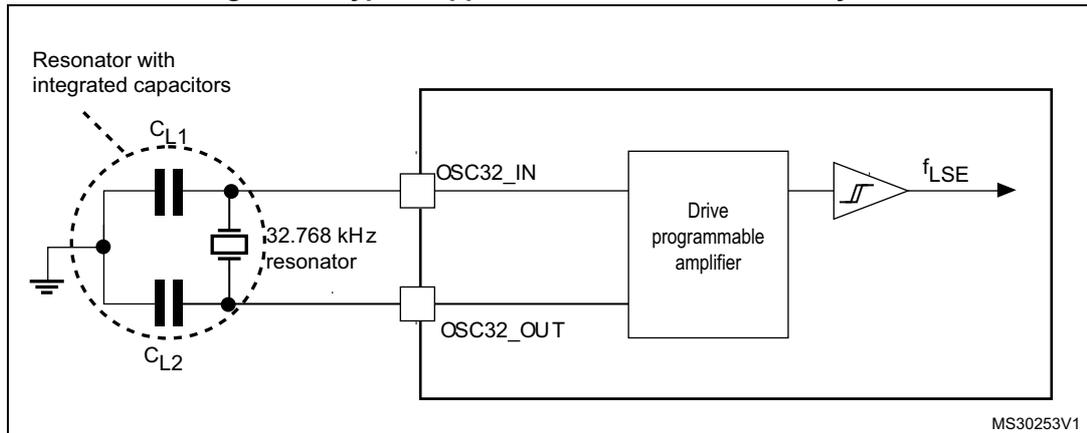 Resonator with
integrated capacitors
CL1
OSC32_IN
fLSE
Drive
programmable
amplifier
32.768 kHz
resonator
OSC32_OUT
CL2
MS30253V1